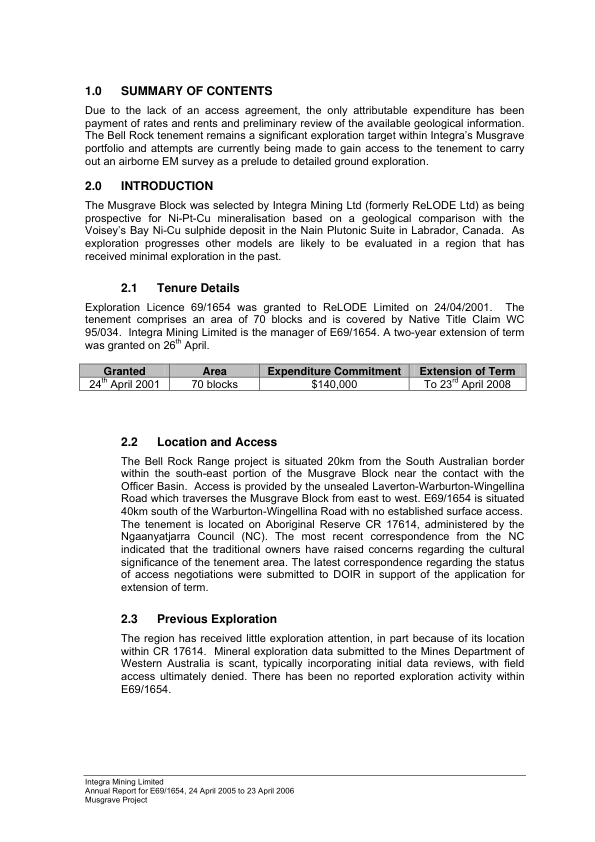 1.0 SUMMARY OF CONTENTS
Due to the lack of an access agreement, the only attributable expenditure has been
payment of rates and rents and preliminary review of the available geological information.
The Bell Rock tenement remains a significant exploration target within Integra's Musgrave
portfolio and attempts are currently being made to gain access to the tenement to carry
out an airborne EM survey as a prelude to detailed ground exploration.
2.0 INTRODUCTION
The Musgrave Block was selected by Integra Mining Ltd (formerly ReLODE Ltd) as being
prospective for Ni-Pt-Cu mineralisation based on a geological comparison with the
Voisey's Bay Ni-Cu sulphide deposit in the Nain Plutonic Suite in Labrador, Canada. As
exploration progresses other models are likely to be evaluated in a region that has
received minimal exploration in the past.
2.1 Tenure Details
Exploration Licence 69/1654 was granted to ReLODE Limited on 24/04/2001. The
tenement comprises an area of 70 blocks and is covered by Native Title Claim WC
95/034. Integra Mining Limited is the manager of E69/1654. A two-year extension of term
was granted on 26th April.
Granted Area Expenditure Commitment Extension of Term
24th April 2001 70 blocks $140,000 To 23rd April 2008
2.2 Location and Access
The Bell Rock Range project is situated 20km from the South Australian border
within the south-east portion of the Musgrave Block near the contact with the
Officer Basin. Access is provided by the unsealed Laverton-Warburton-Wingellina
Road which traverses the Musgrave Block from east to west. E69/1654 is situated
40km south of the Warburton-Wingellina Road with no established surface access.
The tenement is located on Aboriginal Reserve CR 17614, administered by the
Ngaanyatjarra Council (NC). The most recent correspondence from the NC
indicated that the traditional owners have raised concerns regarding the cultural
significance of the tenement area. The latest correspondence regarding the status
of access negotiations were submitted to DOIR in support of the application for
extension of term.
2.3 Previous Exploration
The region has received little exploration attention, in part because of its location
within CR 17614. Mineral exploration data submitted to the Mines Department of
Western Australia is scant, typically incorporating initial data reviews, with field
access ultimately denied. There has been no reported exploration activity within
E69/1654.
Integra Mining Limited
Annual Report for E69/1654, 24 April 2005 to 23 April 2006
Musgrave Project